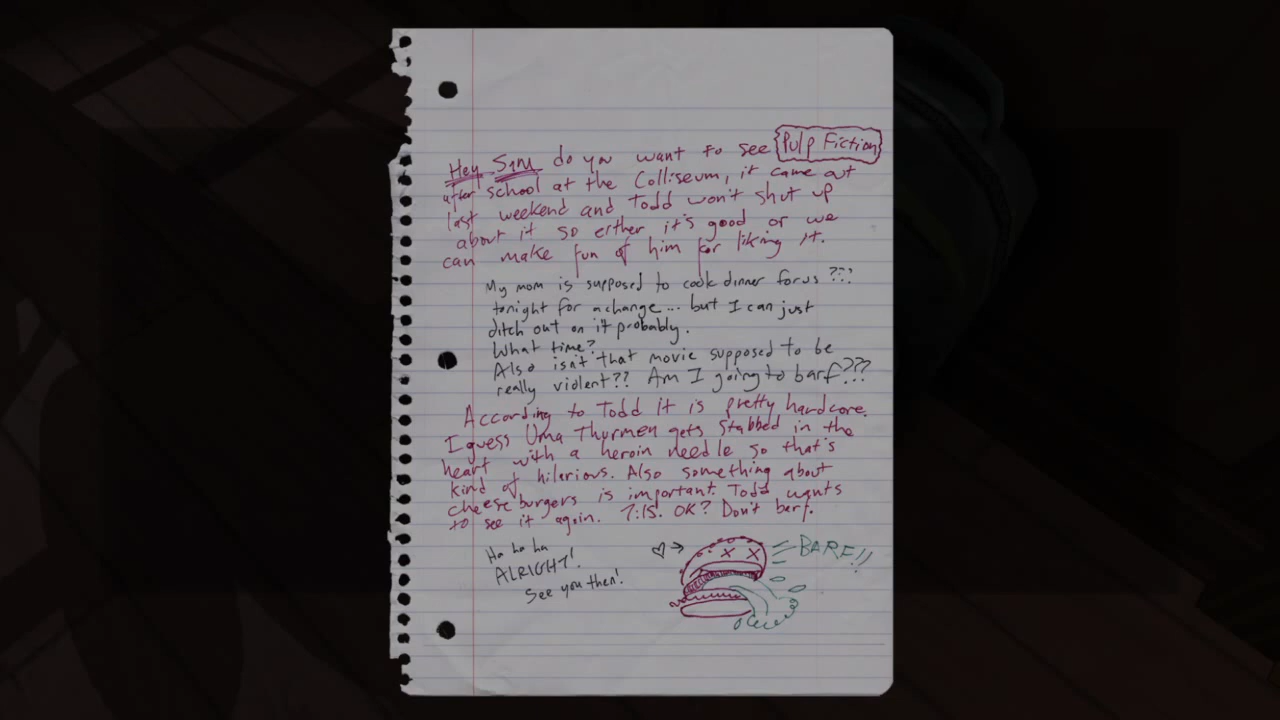 Hey Sam do you want to see Pulp Fiction
after school at the Colliseum, it came out
last weekend and Todd won't shut up
about it so either it's good or we
can make fun of him for liking it.
My mom is supposed to cook dinner for us ???
tonight for a change... but I can just
ditch out on it probably.
What time?
Also isn't that movie supposed to be
really violent?? Am I going to barf???
According to Todd it is pretty hardcore.
I guess Uma Thurmen gets stabbed in the
heart with a heroin needle so that's
kind of hilarious. Also something about
cheeseburgers is important. Todd wants
to see it again. 7:15. OK? Don't barf.
Ha ha ha
ALRIGHT!
See you then!
BARF!!